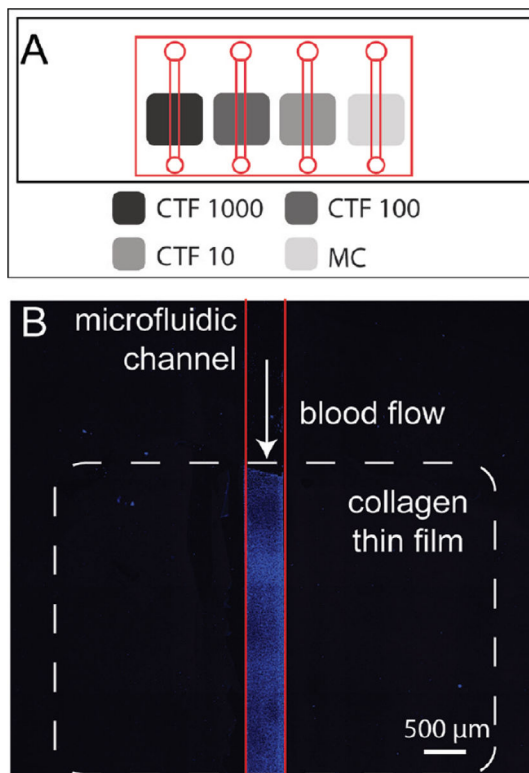 A
CTF 1000
CTF 100
CTF 10
MC
B
microfluidic
channel
blood flow
collagen
thin film
500 µm